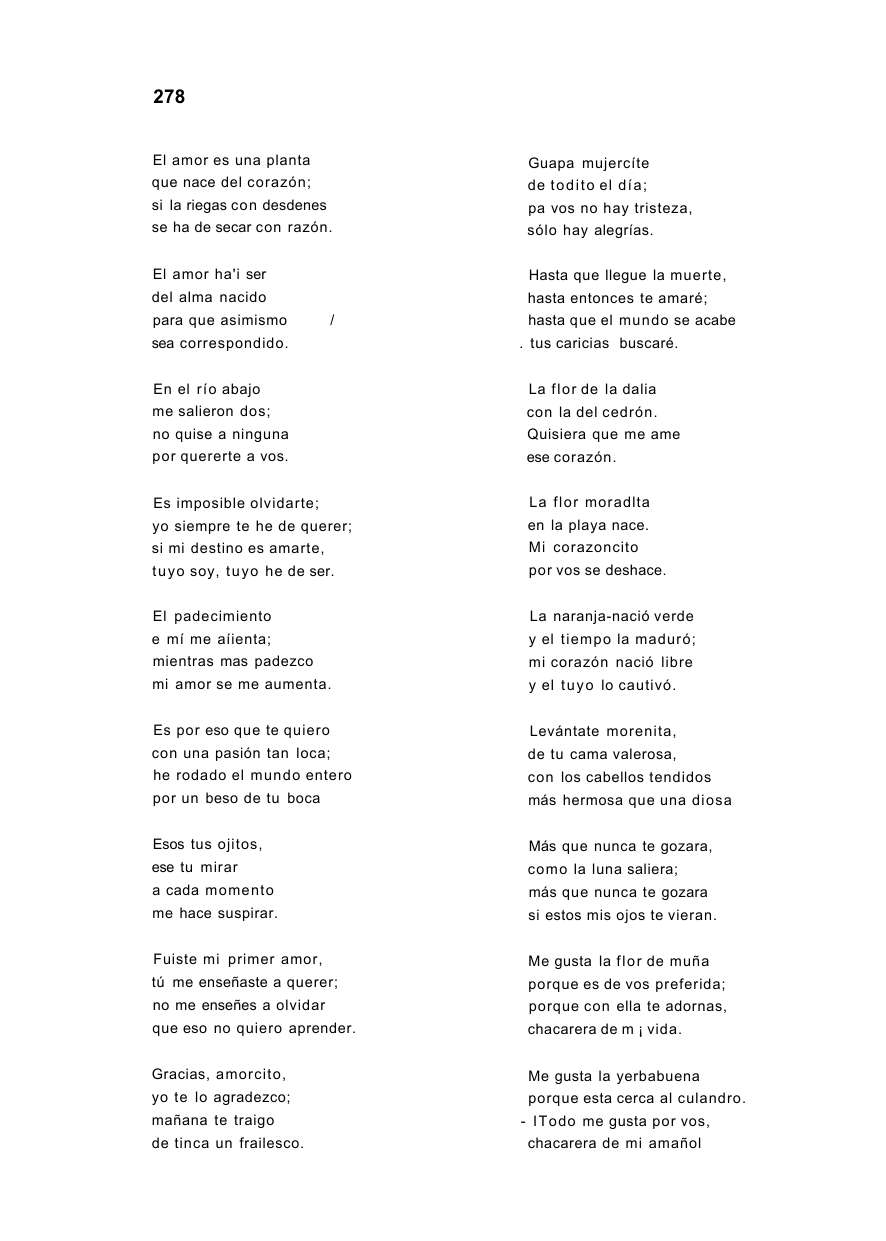 278
El amor es una planta
que nace del corazón;
si la riegas con desdenes
se ha de secar con razón.
El amor ha'i ser
del alma nacido
para que asimismo /
sea correspondido.
En el río abajo
me salieron dos;
no quise a ninguna
por quererte a vos.
Es imposible olvidarte;
yo siempre te he de querer;
si mi destino es amarte,
tuyo soy, tuyo he de ser.
El padecimiento
e mí me aíienta;
mientras mas padezco
mi amor se me aumenta.
Es por eso que te quiero
con una pasión tan loca;
he rodado el mundo entero
por un beso de tu boca
Esos tus ojitos,
ese tu mirar
a cada momento
me hace suspirar.
Fuiste mi primer amor,
tú me enseñaste a querer;
no me enseñes a olvidar
que eso no quiero aprender.
Gracias, amorcito,
yo te lo agradezco;
mañana te traigo
de tinca un frailesco.
Guapa mujercíte
de todito el día;
pa vos no hay tristeza,
sólo hay alegrías.
Hasta que llegue la muerte,
hasta entonces te amaré;
hasta que el mundo se acabe
. tus caricias buscaré.
La flor de la dalia
con la del cedrón.
Quisiera que me ame
ese corazón.
La flor moradlta
en la playa nace.
Mi corazoncito
por vos se deshace.
La naranja-nació verde
y el tiempo la maduró;
mi corazón nació libre
y el tuyo lo cautivó.
Levántate morenita,
de tu cama valerosa,
con los cabellos tendidos
más hermosa que una diosa
Más que nunca te gozara,
como la luna saliera;
más que nunca te gozara
si estos mis ojos te vieran.
Me gusta la flor de muña
porque es de vos preferida;
porque con ella te adornas,
chacarera de m ¡ vida.
Me gusta la yerbabuena
porque esta cerca al culandro.
- ITodo me gusta por vos,
chacarera de mi amañol